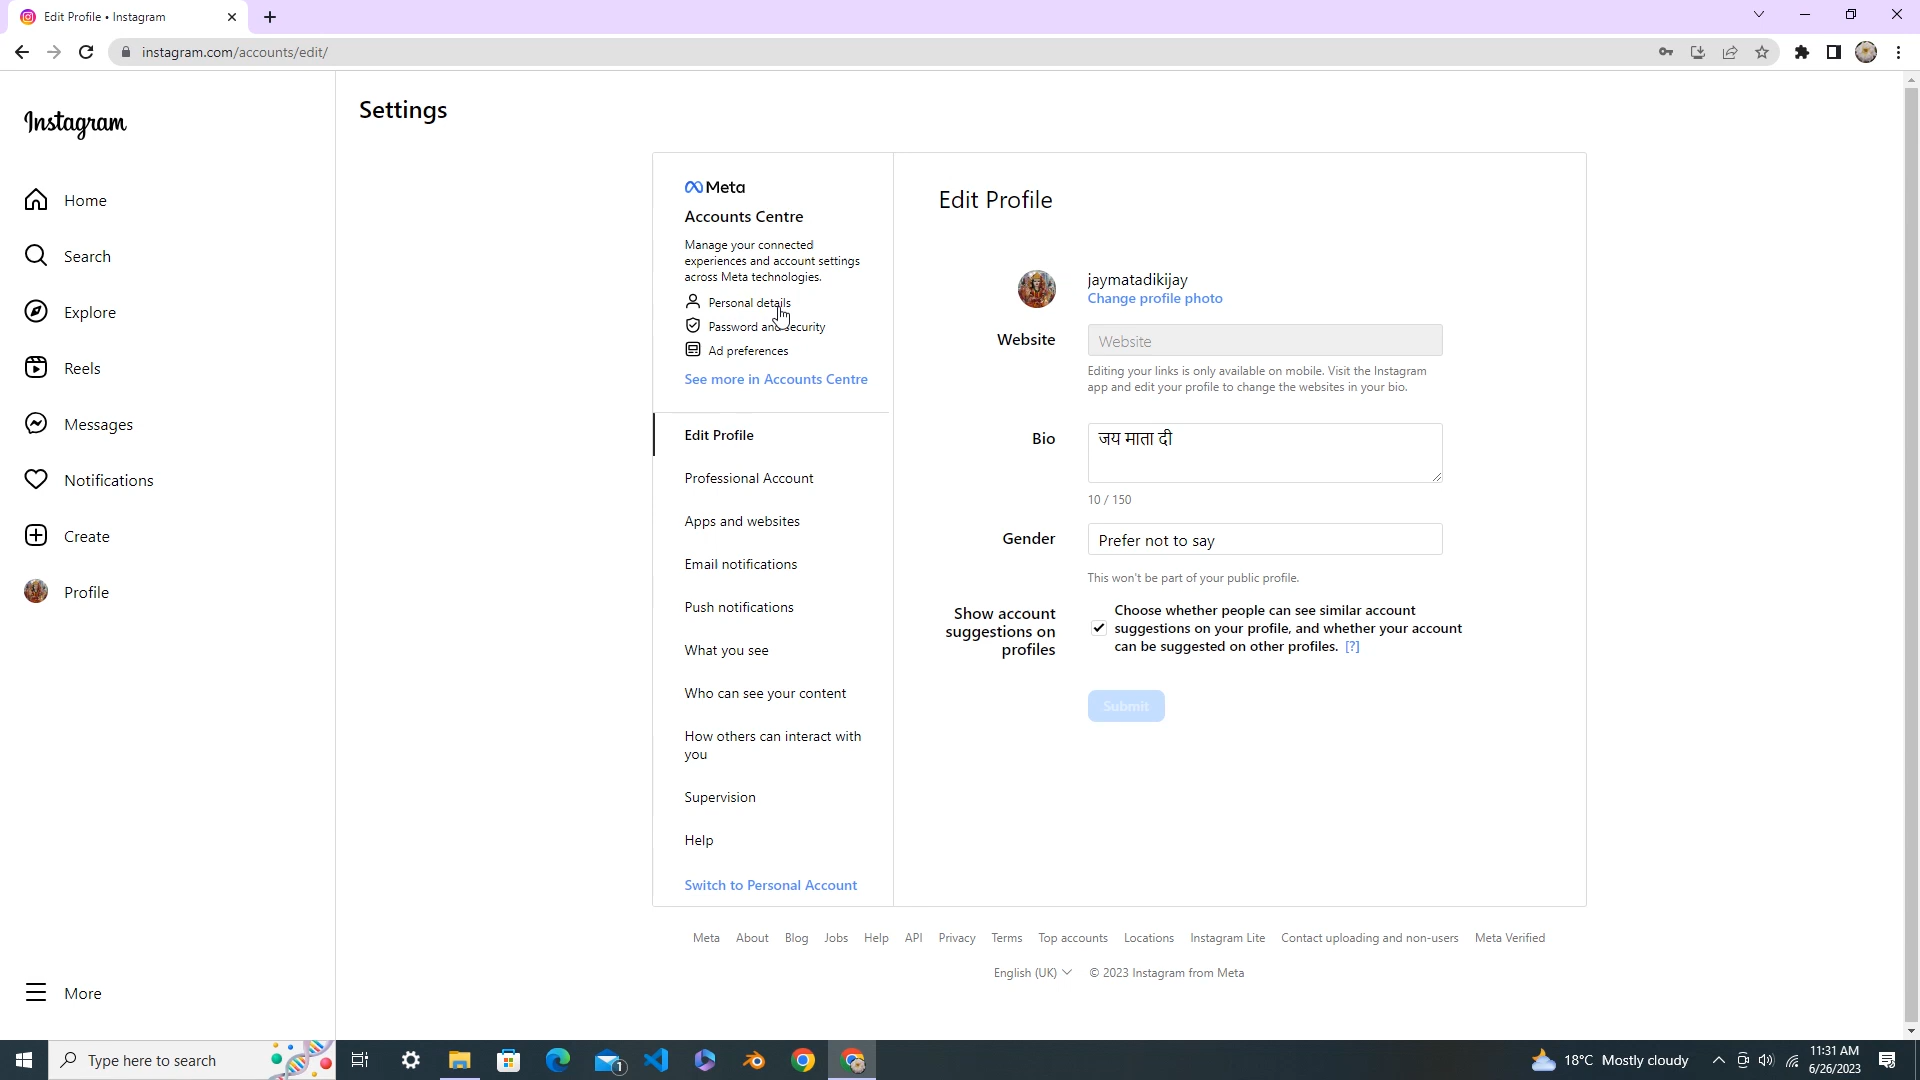 Edit Profile • Instagram
instagram.com/accounts/edit/
Instagram
Home
Search
Explore
Reels
Messages
Notifications
Create
Profile
More
Settings
Meta
Accounts Centre
Manage your connected
experiences and account settings
across Meta technologies.
Personal details
Password and security
Ad preferences
See more in Accounts Centre
Edit Profile
Professional Account
Apps and websites
Email notifications
Push notifications
What you see
Who can see your content
How others can interact with
you
Supervision
Help
Switch to Personal Account
Edit Profile
jaymatadikijay
Change profile photo
Website
Website
Editing your links is only available on mobile. Visit the Instagram
app and edit your profile to change the websites in your bio.
Bio
जय माता दी
10 / 150
Gender
Prefer not to say
This won't be part of your public profile.
Show account
suggestions on
profiles
Choose whether people can see similar account
suggestions on your profile, and whether your account
can be suggested on other profiles. [?]
Submit
Meta About Blog Jobs Help API Privacy Terms Top accounts Locations Instagram Lite Contact uploading and non-users Meta Verified
English (UK) © 2023 Instagram from Meta
Type here to search
1
18°C Mostly cloudy
11:31 AM
6/26/2023